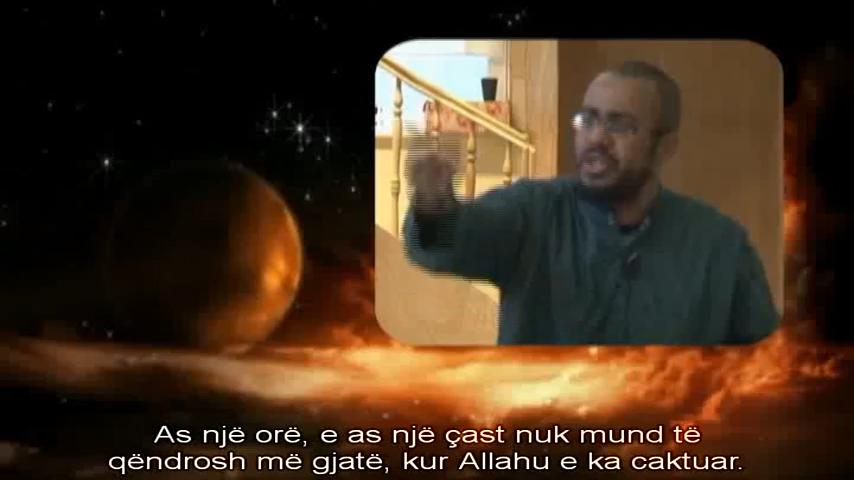 As një orë, e as një çast nuk mund të
qëndrosh më gjatë, kur Allahu e ka caktuar.